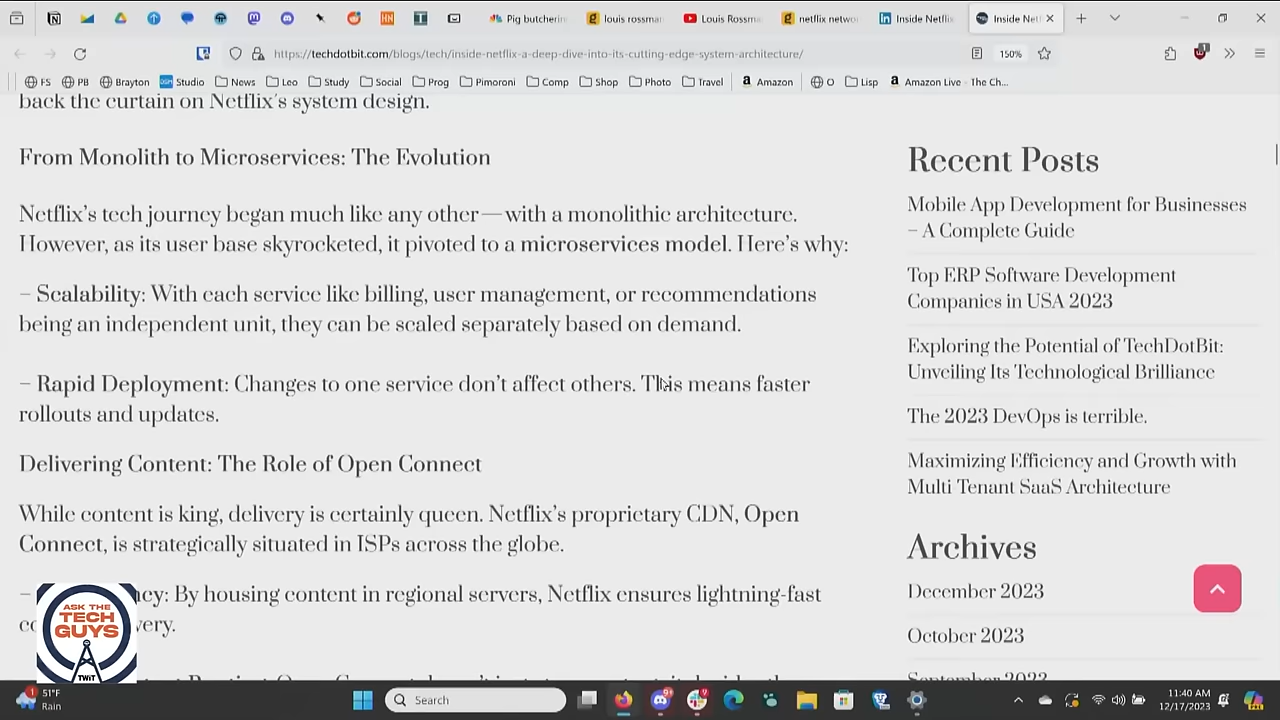 Pig butcherin
louis rossman
Louis Rossm
netflix netwo
Inside Netflix
Inside Net
https://techdotbit.com/blogs/tech/inside-netflix-a-deep-dive-into-its-cutting-edge-system-architecture/
150%
1
FS PB Brayton Studio News Leo Study Social Prog Pimoroni Comp Shop Photo Travel Amazon O Lisp Amazon Live - The Ch...
back the curtain on Netflix's system design.
From Monolith to Microservices: The Evolution
Netflix's tech journey began much like any other—with a monolithic architecture.
However, as its user base skyrocketed, it pivoted to a microservices model. Here's why:
– Scalability: With each service like billing, user management, or recommendations
being an independent unit, they can be scaled separately based on demand.
– Rapid Deployment: Changes to one service don't affect others. This means faster
rollouts and updates.
Delivering Content: The Role of Open Connect
While content is king, delivery is certainly queen. Netflix's proprietary CDN, Open
Connect, is strategically situated in ISPs across the globe.
ncy: By housing content in regional servers, Netflix ensures lightning-fast
co very.
Recent Posts
Mobile App Development for Businesses
– A Complete Guide
Top ERP Software Development
Companies in USA 2023
Exploring the Potential of TechDotBit:
Unveiling Its Technological Brilliance
The 2023 DevOps is terrible.
Maximizing Efficiency and Growth with
Multi Tenant SaaS Architecture
Archives
December 2023
October 2023
September 2023
ASK THE
TECH
GUYS
TWiT
1
51°F
Rain
Search
11:40 AM
12/17/2023